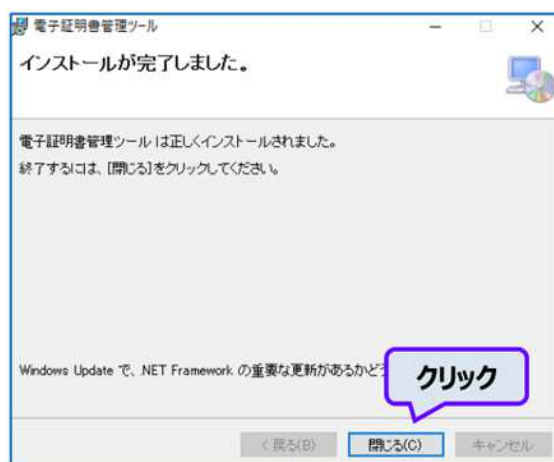 電子証明書管理ツール
インストールが完了しました。
電子証明書管理ツール は正しくインストールされました。
終了するには、[閉じる]をクリックしてください。
Windows Update で、.NET Framework の重要な更新があるかど
クリック
< 戻る(B)
閉じる(C)
キャンセル